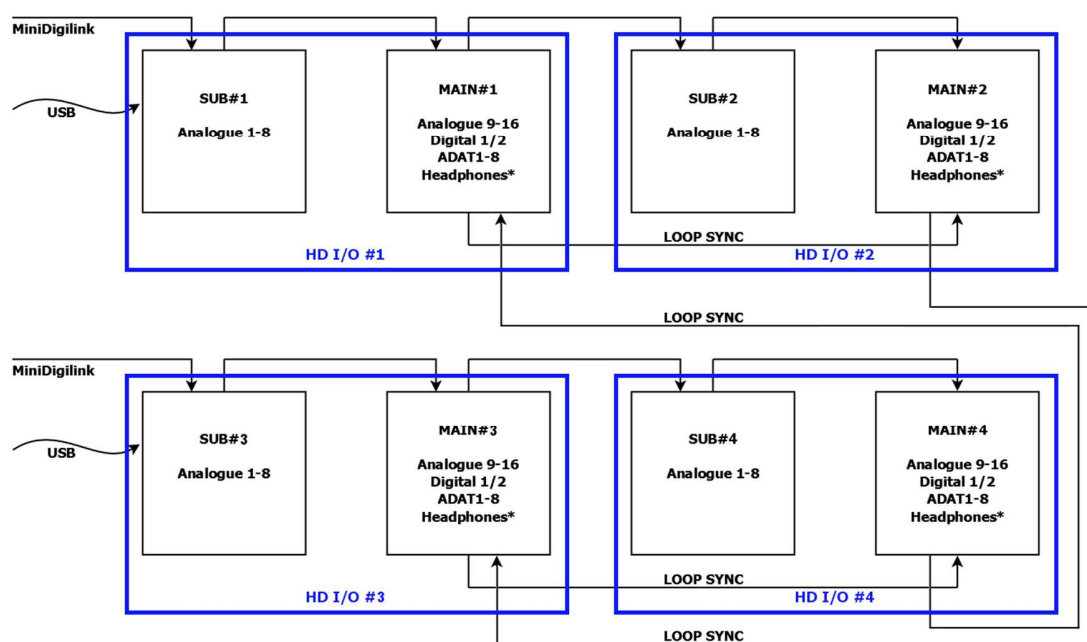 MiniDigilink
USB
SUB#1
Analogue 1-8
MAIN#1
Analogue 9-16
Digital 1/2
ADAT1-8
Headphones*
SUB#2
Analogue 1-8
MAIN#2
Analogue 9-16
Digital 1/2
ADAT1-8
Headphones*
LOOP SYNC
HD I/O #1
HD I/O #2
LOOP SYNC
MiniDigilink
USB
SUB#3
Analogue 1-8
MAIN#3
Analogue 9-16
Digital 1/2
ADAT1-8
Headphones*
SUB#4
Analogue 1-8
MAIN#4
Analogue 9-16
Digital 1/2
ADAT1-8
Headphones*
LOOP SYNC
HD I/O #3
HD I/O #4
LOOP SYNC